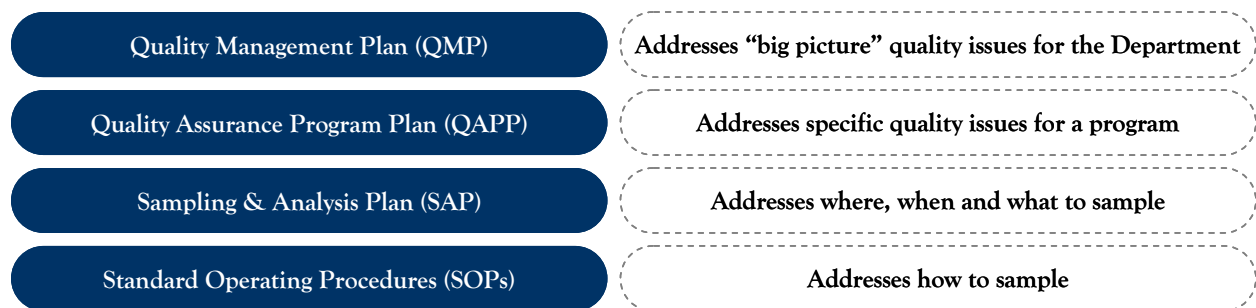 Quality Management Plan (QMP)
Addresses “big picture” quality issues for the Department
Quality Assurance Program Plan (QAPP)
Addresses specific quality issues for a program
Sampling & Analysis Plan (SAP)
Addresses where, when and what to sample
Standard Operating Procedures (SOPs)
Addresses how to sample